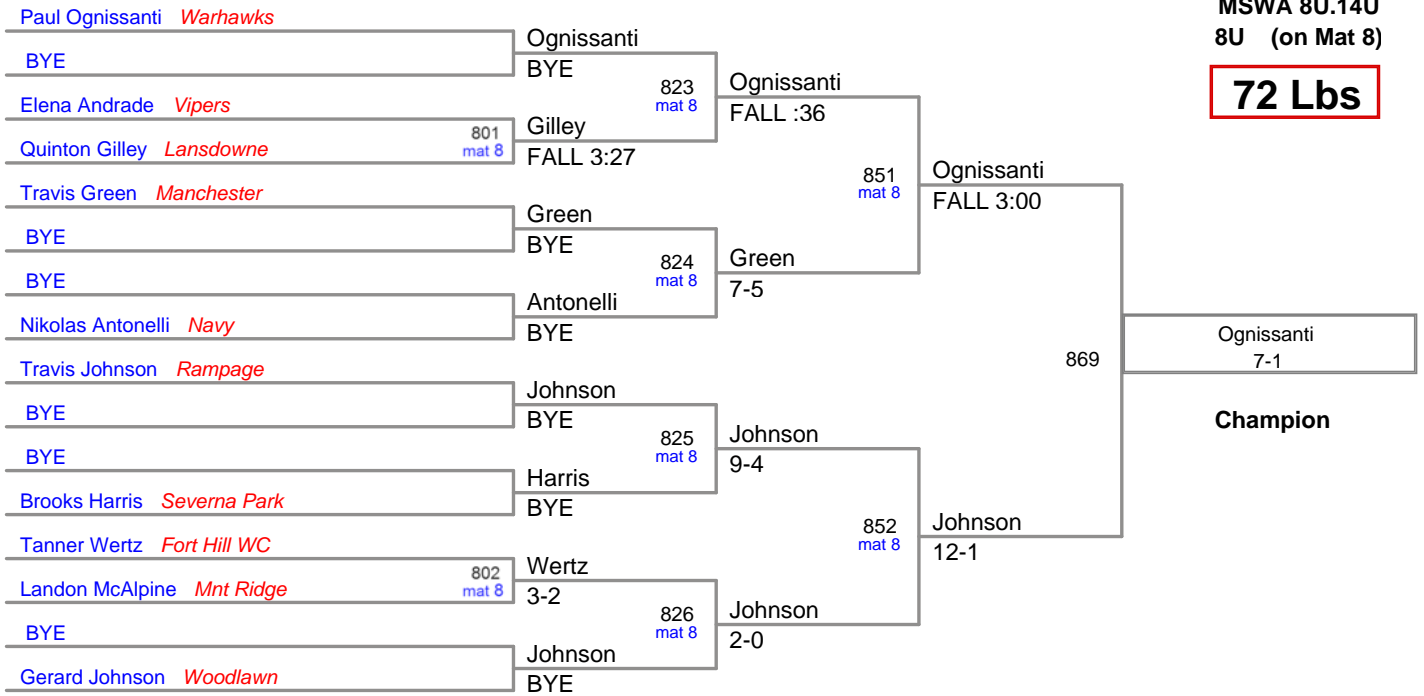 MSWA 8U.14U
8U (on Mat 8)
72 Lbs
Paul Ognissanti Warhawks
BYE
Elena Andrade Vipers
Quinton Gilley Lansdowne
Travis Green Manchester
BYE
BYE
Nikolas Antonelli Navy
Travis Johnson Rampage
BYE
BYE
Brooks Harris Severna Park
Tanner Wertz Fort Hill WC
Landon McAlpine Mnt Ridge
BYE
Gerard Johnson Woodlawn
801
mat 8
802
mat 8
Ognissanti
BYE
Gilley
FALL 3:27
Green
BYE
Antonelli
BYE
Johnson
BYE
Harris
BYE
Wertz
3-2
Johnson
BYE
823
mat 8
824
mat 8
825
mat 8
826
mat 8
Ognissanti
FALL :36
Green
7-5
Johnson
9-4
Johnson
2-0
851
mat 8
852
mat 8
Ognissanti
FALL 3:00
Johnson
12-1
869
Ognissanti
7-1
Champion